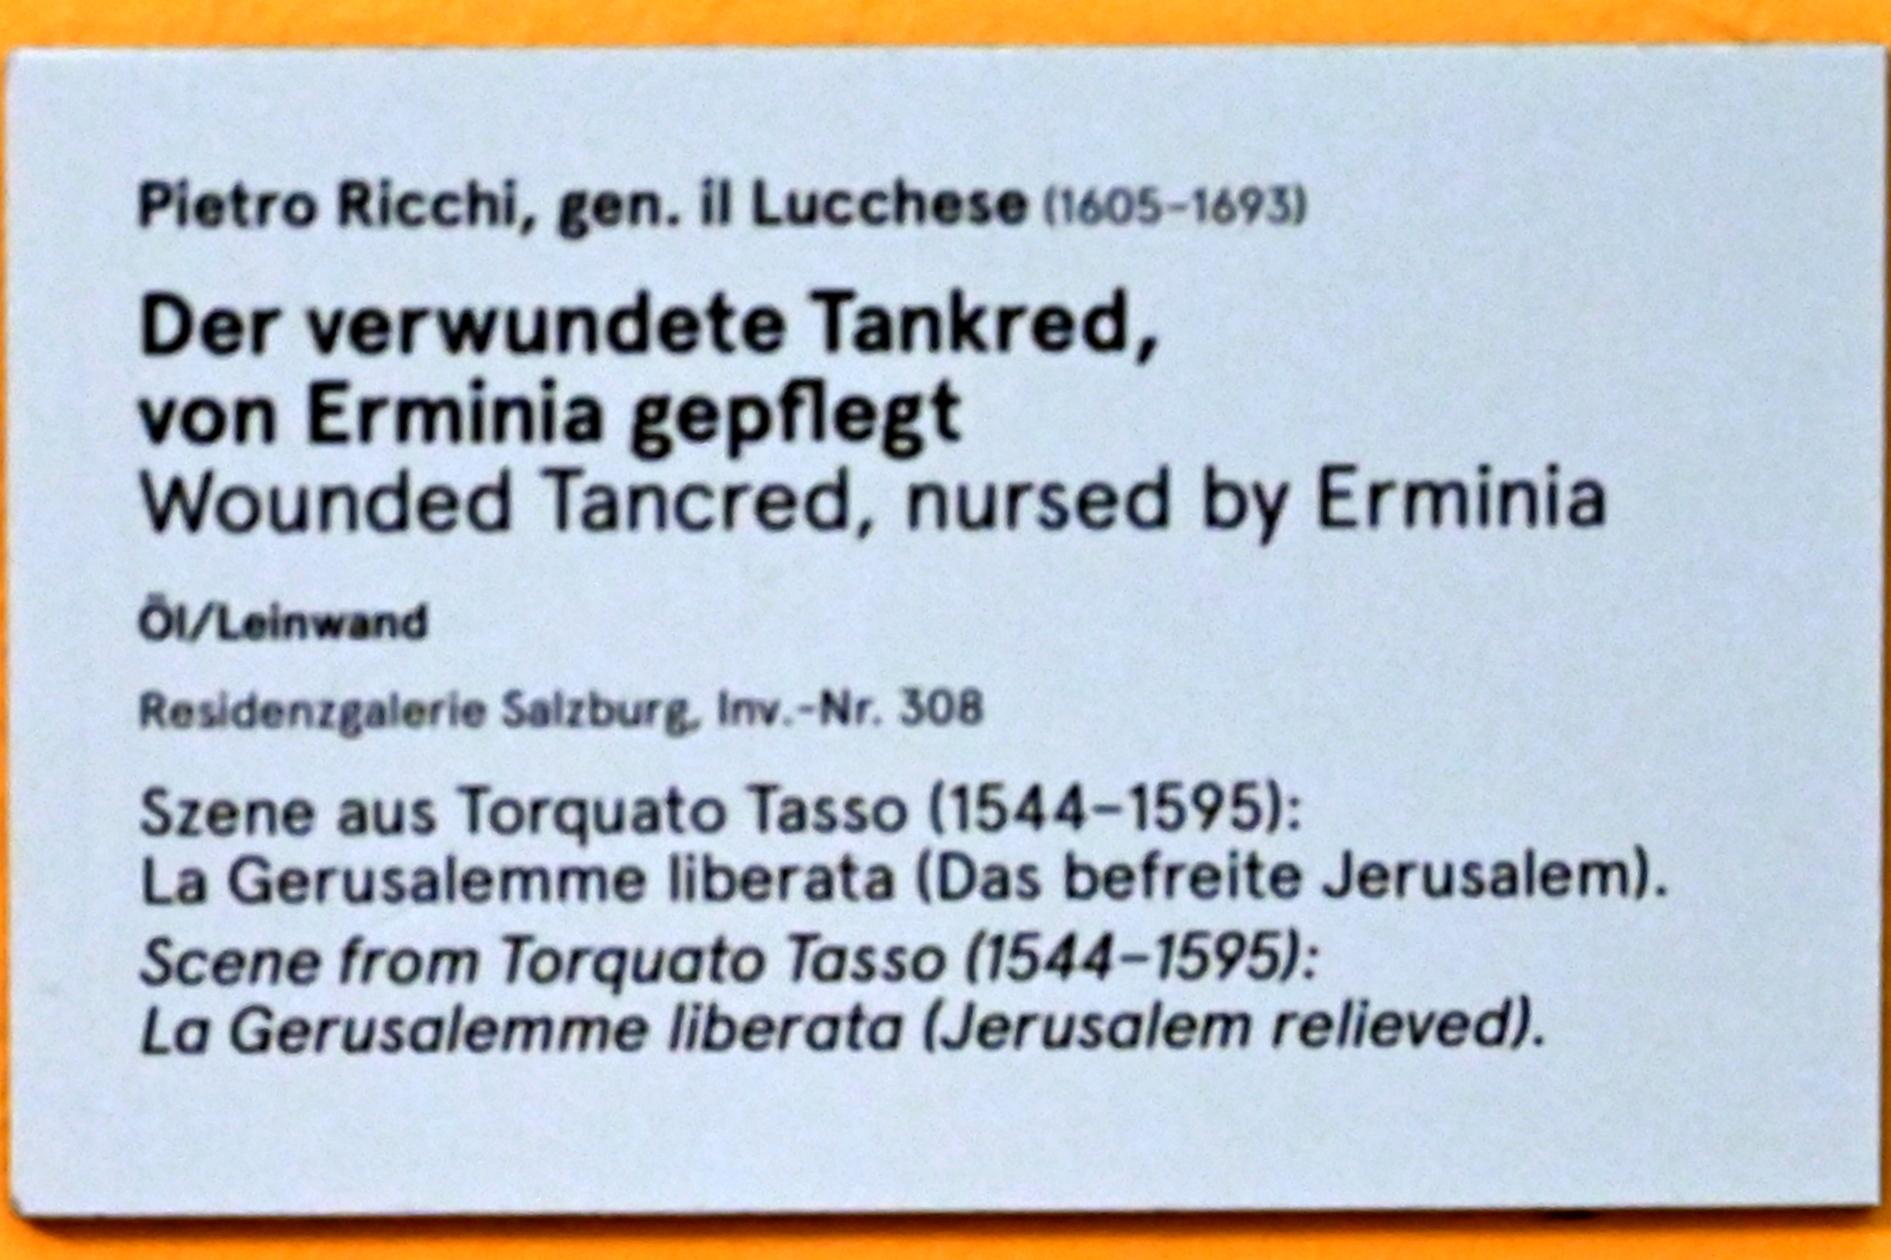 Pietro Ricchi, gen. il Lucchese (1605–1693)
Der verwundete Tankred,
von Erminia gepflegt
Wounded Tancred, nursed by Erminia
Öl/Leinwand
Residenzgalerie Salzburg, Inv.-Nr. 308
Szene aus Torquato Tasso (1544–1595):
La Gerusalemme liberata (Das befreite Jerusalem).
Scene from Torquato Tasso (1544–1595):
La Gerusalemme liberata (Jerusalem relieved).